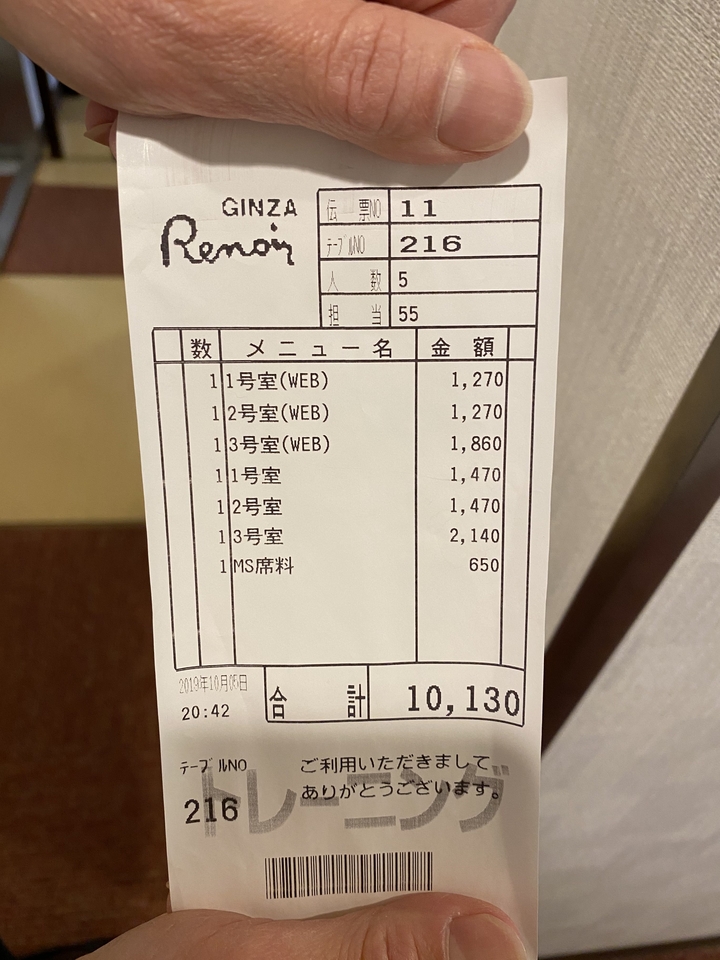 GINZA
Renoir
伝票NO 11
ﾃｰﾌﾞﾙNO 216
人数 5
担当 55
数 メニュー名 金額
1 1号室(WEB) 1,270
1 2号室(WEB) 1,270
1 3号室(WEB) 1,860
1 1号室 1,470
1 2号室 1,470
1 3号室 2,140
1 MS席料 650
2019年10月05日
20:42
合計 10,130
ﾃｰﾌﾞﾙNO
216
ご利用いただきまして
ありがとうございます。
トレーニング